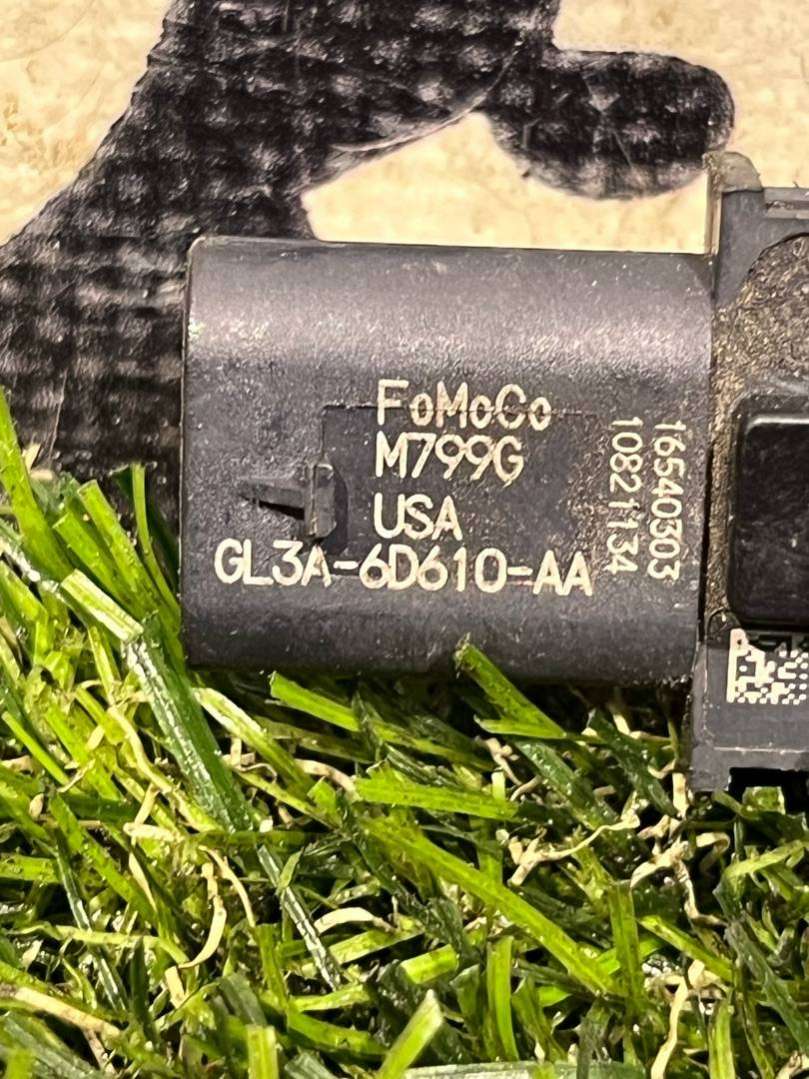 FoMoCo
M799G
USA
GL3A-6D610-AA
16540303
10821134